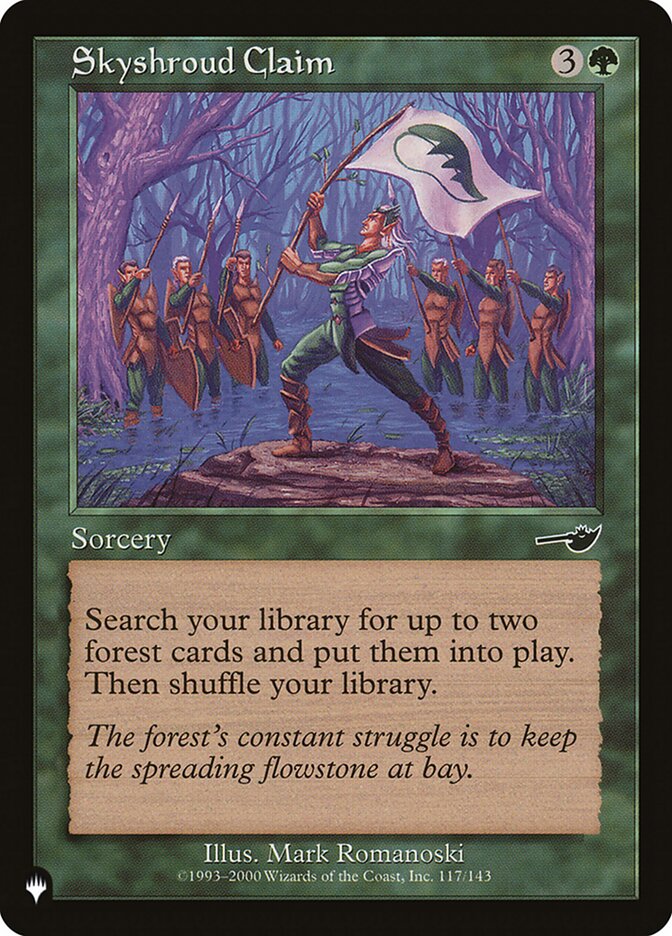 Skyshroud Claim 3
Sorcery
Search your library for up to two
forest cards and put them into play.
Then shuffle your library.
The forest's constant struggle is to keep
the spreading flowstone at bay.
Illus. Mark Romanoski
©1993–2000 Wizards of the Coast, Inc. 117/143